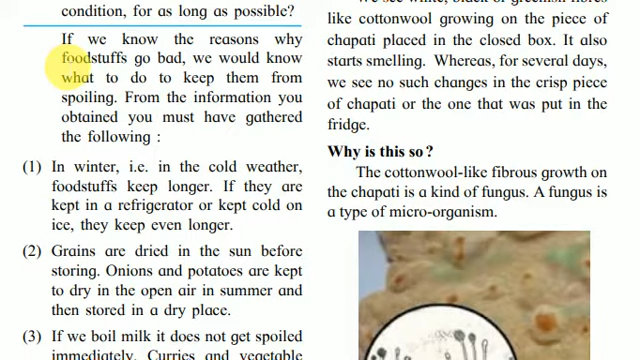 condition, for as long as possible?
If we know the reasons why
foodstuffs go bad, we would know
what to do to keep them from
spoiling. From the information you
obtained you must have gathered
the following :
(1) In winter, i.e. in the cold weather,
foodstuffs keep longer. If they are
kept in a refrigerator or kept cold on
ice, they keep even longer.
(2) Grains are dried in the sun before
storing. Onions and potatoes are kept
to dry in the open air in summer and
then stored in a dry place.
(3) If we boil milk it does not get spoiled
immediately. Curries and vegetable
We see white, black or greenish fibres
like cottonwool growing on the piece of
chapati placed in the closed box. It also
starts smelling. Whereas, for several days,
we see no such changes in the crisp piece
of chapati or the one that was put in the
fridge.
Why is this so?
The cottonwool-like fibrous growth on
the chapati is a kind of fungus. A fungus is
a type of micro-organism.